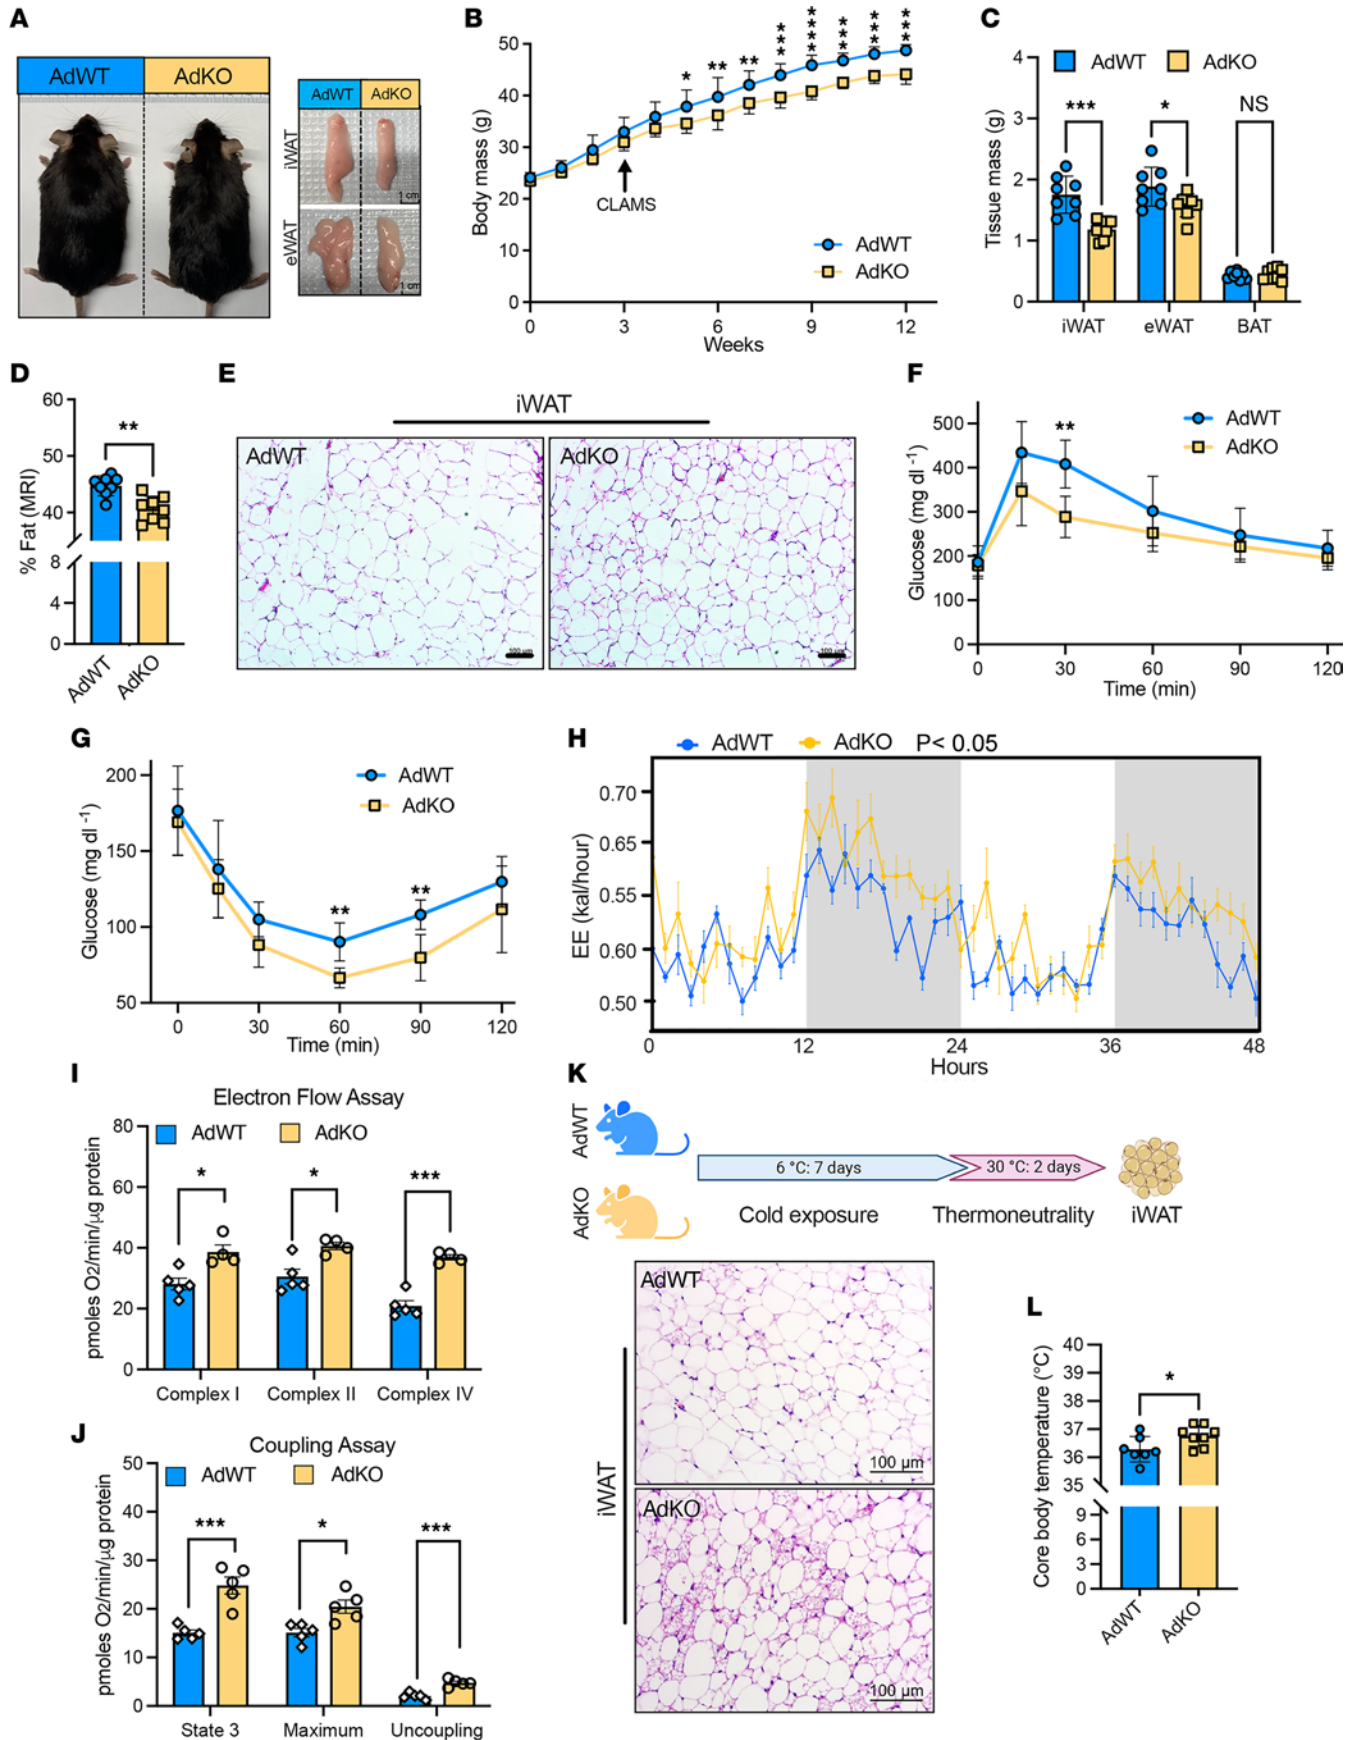 A
AdWT AdKO
AdWT AdKO
iWAT
1 cm
eWAT
1 cm
B
Body mass (g)
50
40
30
20
10
0
* ** ** *** **** *** *** ***
CLAMS
AdWT
AdKO
0 3 6 9 12
Weeks
C
Tissue mass (g)
4
3
2
1
0
AdWT AdKO
*** * NS
iWAT eWAT BAT
D
% Fat (MRI)
60
50
40
8
4
0
**
AdWT AdKO
E
iWAT
AdWT
100 µm
AdKO
100 µm
F
Glucose (mg dl -1)
500
400
300
200
100
0
**
AdWT
AdKO
0 30 60 90 120
Time (min)
G
Glucose (mg dl -1)
200
150
100
50
** **
AdWT
AdKO
0 30 60 90 120
Time (min)
H
AdWT AdKO P< 0.05
EE (kal/hour)
0.70
0.65
0.55
0.60
0.50
0 12 24 36 48
Hours
I
Electron Flow Assay
pmoles O2/min/µg protein
80
60
40
20
0
AdWT AdKO
* * ***
Complex I Complex II Complex IV
J
Coupling Assay
pmoles O2/min/µg protein
50
40
30
20
10
0
AdWT AdKO
*** * ***
State 3 Maximum Uncoupling
K
AdWT
AdKO
6 °C: 7 days 30 °C: 2 days
Cold exposure Thermoneutrality iWAT
iWAT
AdWT
100 µm
AdKO
100 µm
L
Core body temperature (°C)
40
39
38
37
36
35
9
6
3
0
*
AdWT AdKO